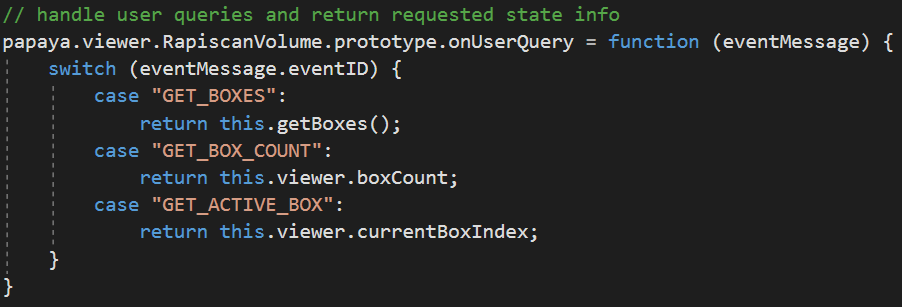 // handle user queries and return requested state info
papaya.viewer.RapiscanVolume.prototype.onUserQuery = function (eventMessage) {
    switch (eventMessage.eventID) {
        case "GET_BOXES":
            return this.getBoxes();
        case "GET_BOX_COUNT":
            return this.viewer.boxCount;
        case "GET_ACTIVE_BOX":
            return this.viewer.currentBoxIndex;
    }
}